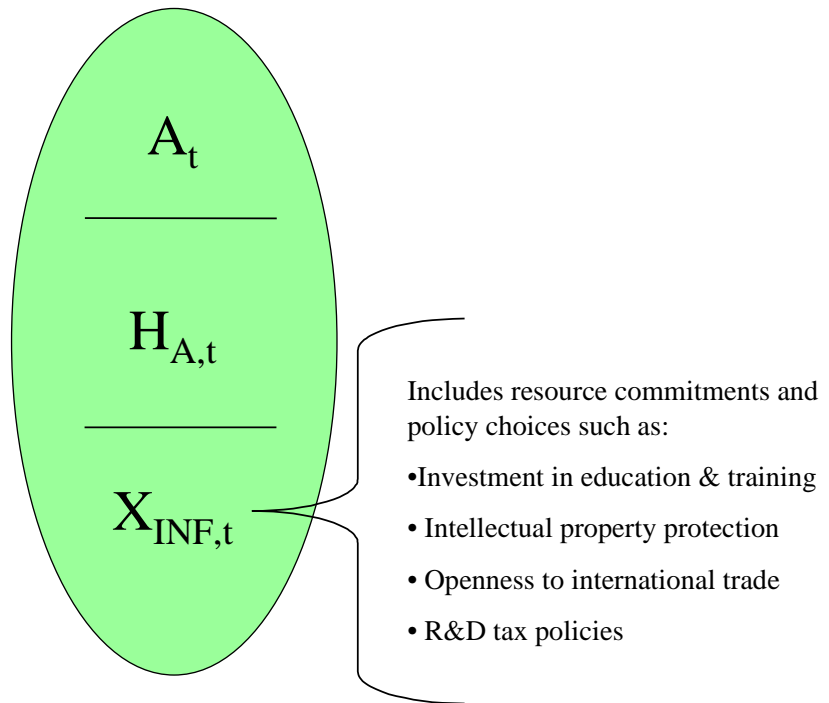 A_t
H_A,t
X_INF,t
Includes resource commitments and
policy choices such as:
•Investment in education & training
• Intellectual property protection
• Openness to international trade
• R&D tax policies